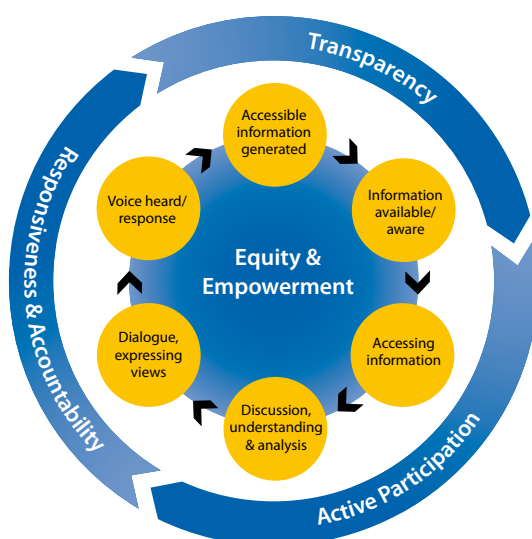 Transparency
Accessible
information
generated
Information
available/
aware
Accessing
information
Discussion,
understanding
& analysis
Dialogue,
expressing
views
Voice heard/
response
Equity &
Empowerment
Active Participation
Responsiveness & Accountability